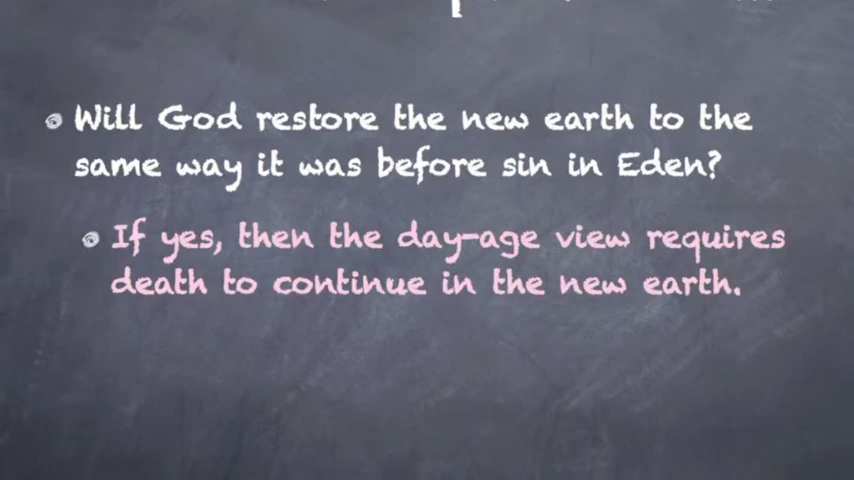 Will God restore the new earth to the
same way it was before sin in Eden?
If yes, then the day-age view requires
death to continue in the new earth.